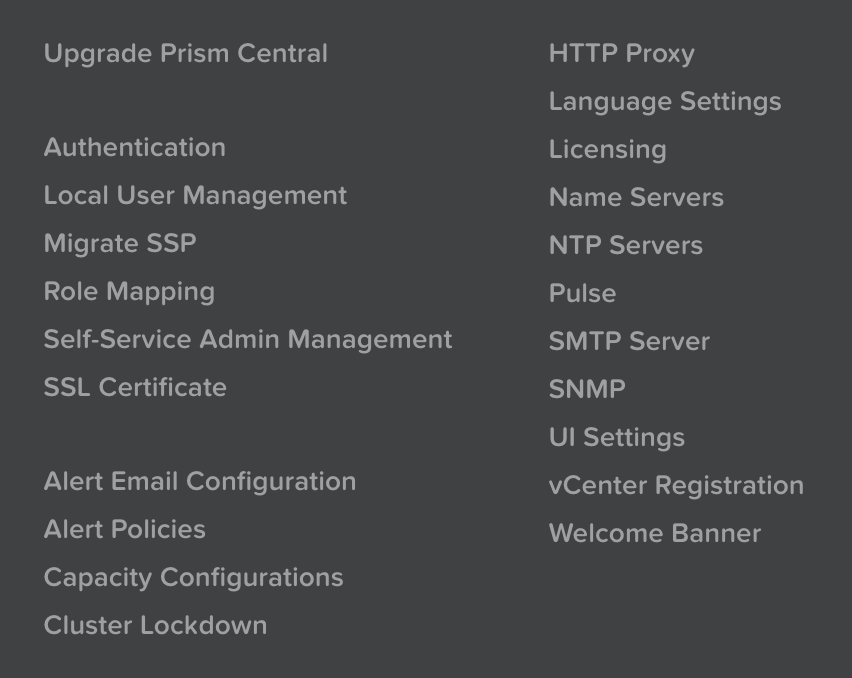 Upgrade Prism Central
Authentication
Local User Management
Migrate SSP
Role Mapping
Self-Service Admin Management
SSL Certificate
Alert Email Configuration
Alert Policies
Capacity Configurations
Cluster Lockdown
HTTP Proxy
Language Settings
Licensing
Name Servers
NTP Servers
Pulse
SMTP Server
SNMP
UI Settings
vCenter Registration
Welcome Banner